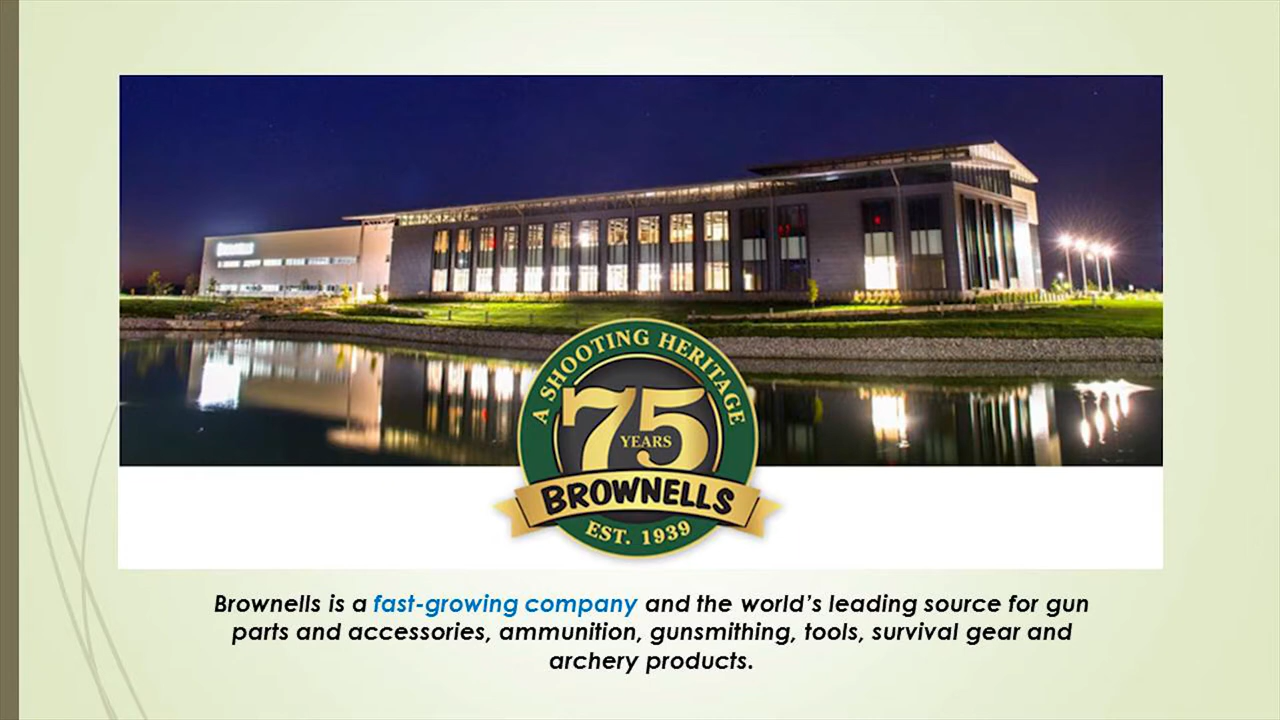 BROWNELLS
A SHOOTING HERITAGE
75
YEARS
BROWNELLS
EST. 1939
Brownells is a fast-growing company and the world’s leading source for gun
parts and accessories, ammunition, gunsmithing, tools, survival gear and
archery products.